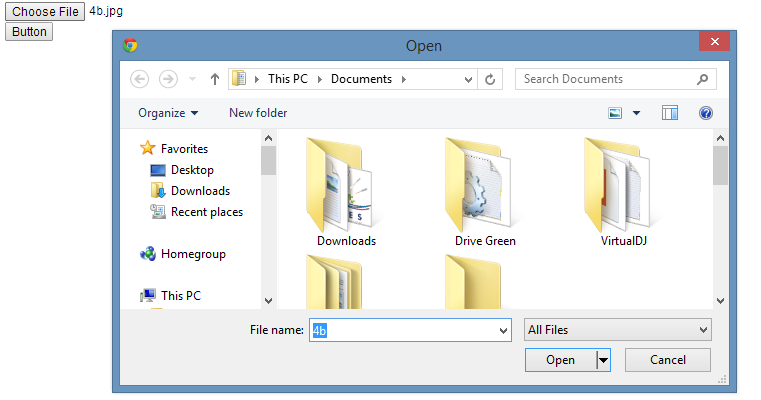 Choose File 4b.jpg
Button
Open
This PC Documents
Search Documents
Organize New folder
Favorites
Desktop
Downloads
Recent places
Homegroup
This PC
Downloads Drive Green VirtualDJ
File name: 4b All Files
Open Cancel